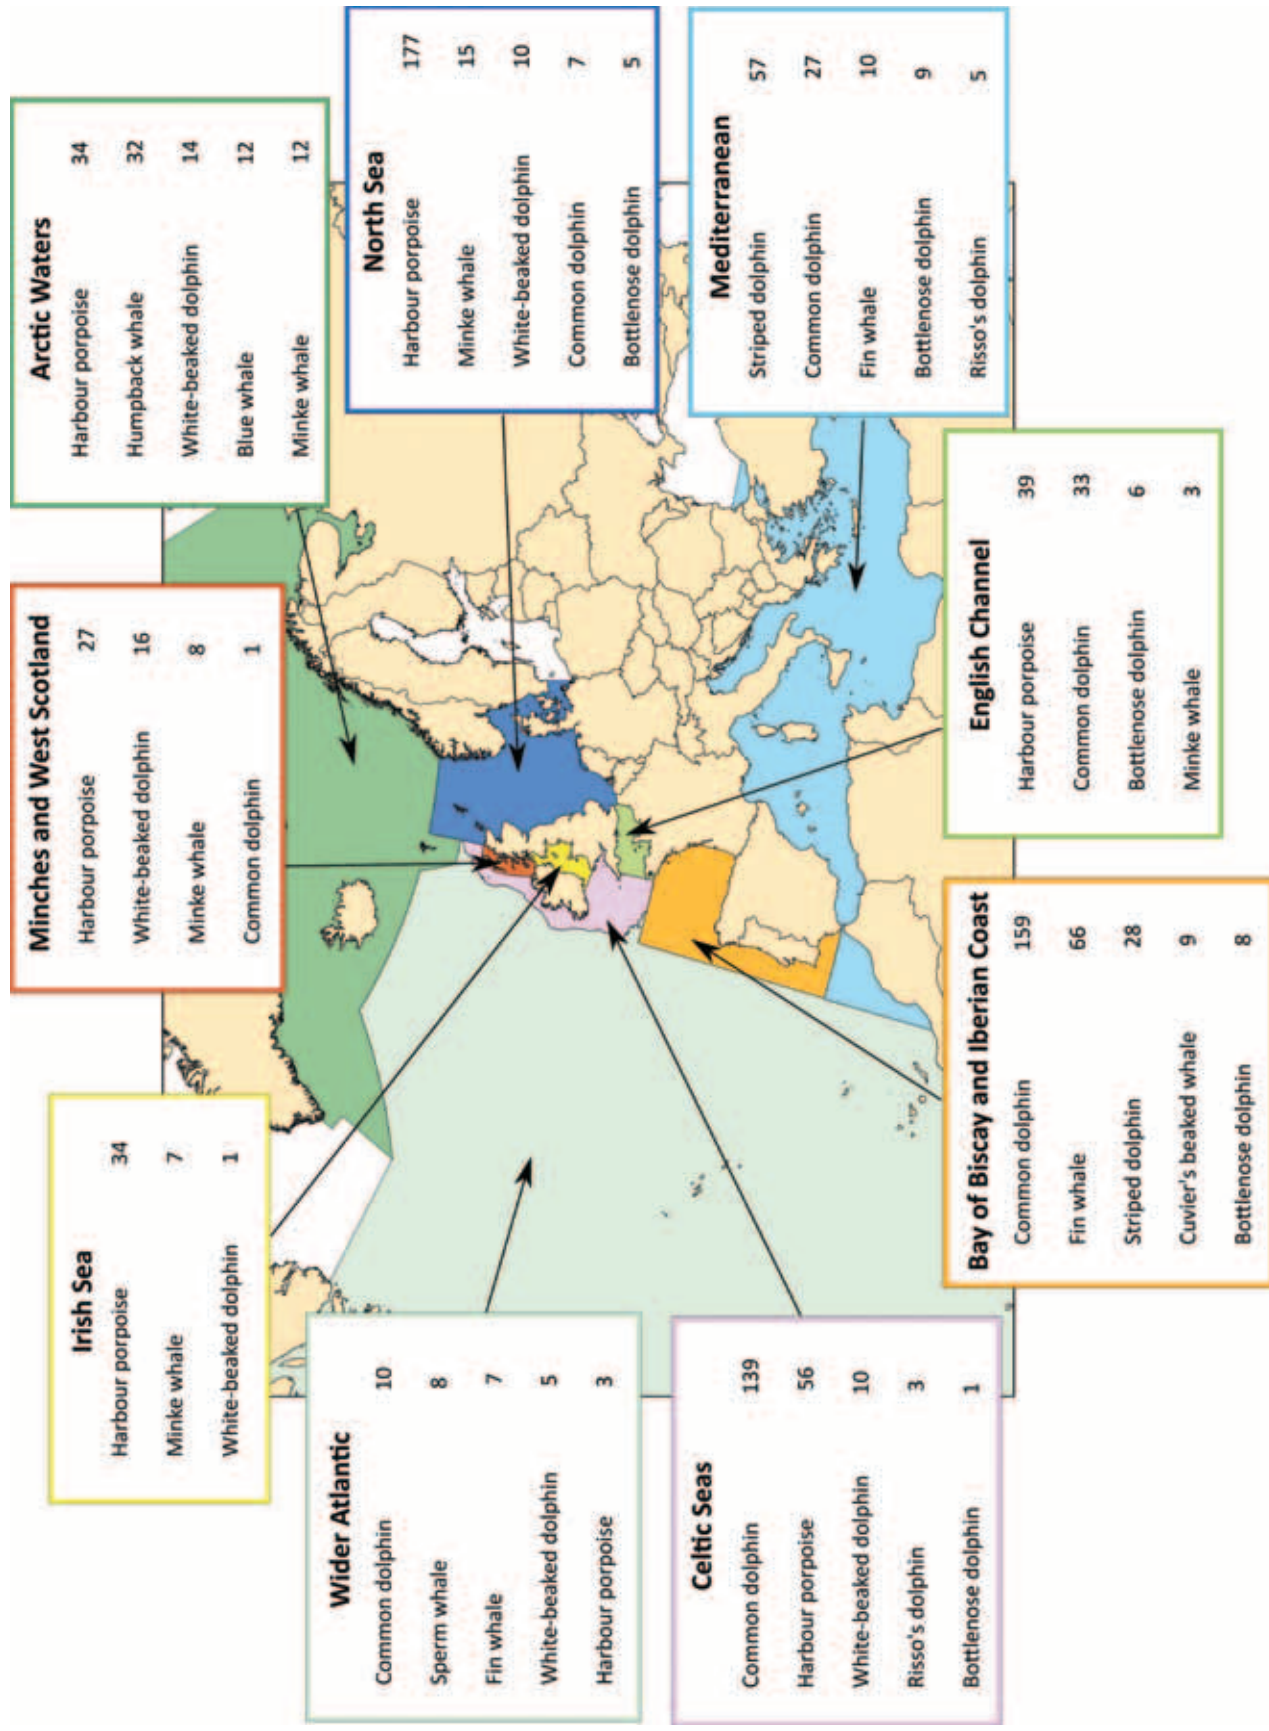 Irish Sea
Harbour porpoise 34
Minke whale 7
White-beaked dolphin 1
Minches and West Scotland
Harbour porpoise 27
White-beaked dolphin 16
Minke whale 8
Common dolphin 1
Arctic Waters
Harbour porpoise 34
Humpback whale 32
White-beaked dolphin 14
Blue whale 12
Minke whale 12
Wider Atlantic
Common dolphin 10
Sperm whale 8
Fin whale 7
White-beaked dolphin 5
Harbour porpoise 3
North Sea
Harbour porpoise 177
Minke whale 15
White-beaked dolphin 10
Common dolphin 7
Bottlenose dolphin 5
Celtic Seas
Common dolphin 139
Harbour porpoise 56
White-beaked dolphin 10
Risso's dolphin 3
Bottlenose dolphin 1
Mediterranean
Striped dolphin 57
Common dolphin 27
Fin whale 10
Bottlenose dolphin 9
Risso's dolphin 5
Bay of Biscay and Iberian Coast
Common dolphin 159
Fin whale 66
Striped dolphin 28
Cuvier's beaked whale 9
Bottlenose dolphin 8
English Channel
Harbour porpoise 39
Common dolphin 33
Bottlenose dolphin 6
Minke whale 3